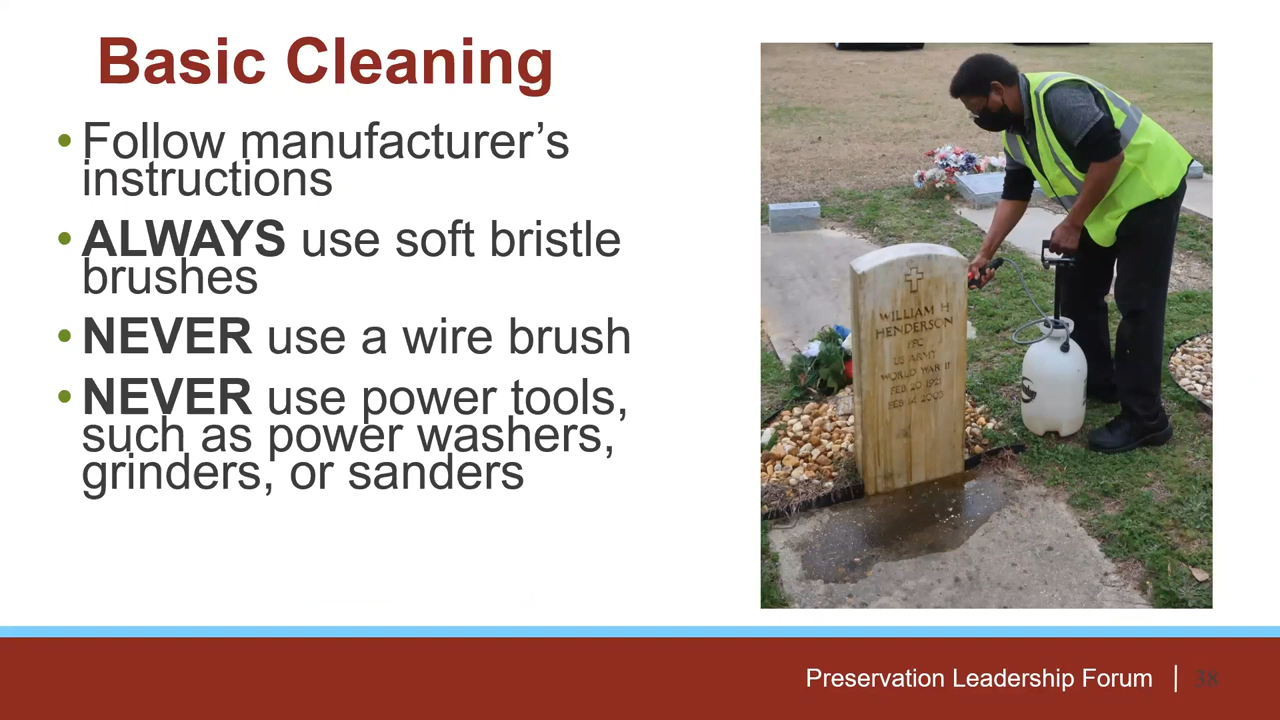 Basic Cleaning
• Follow manufacturer's
instructions
• ALWAYS use soft bristle
brushes
• NEVER use a wire brush
• NEVER use power tools,
such as power washers,
grinders, or sanders
WILLIAM H
HENDERSON
PFC
US ARMY
WORLD WAR II
FEB 20 1921
FEB 14 2003
Preservation Leadership Forum | 38